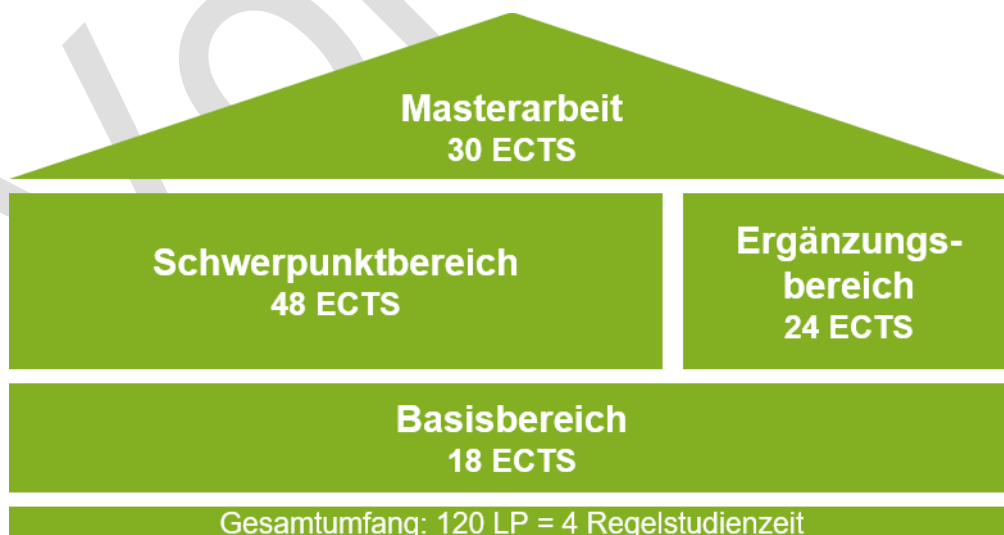 Masterarbeit
30 ECTS
Schwerpunktbereich
48 ECTS
Ergänzungs-
bereich
24 ECTS
Basisbereich
18 ECTS
Gesamtumfang: 120 LP = 4 Regelstudienzeit